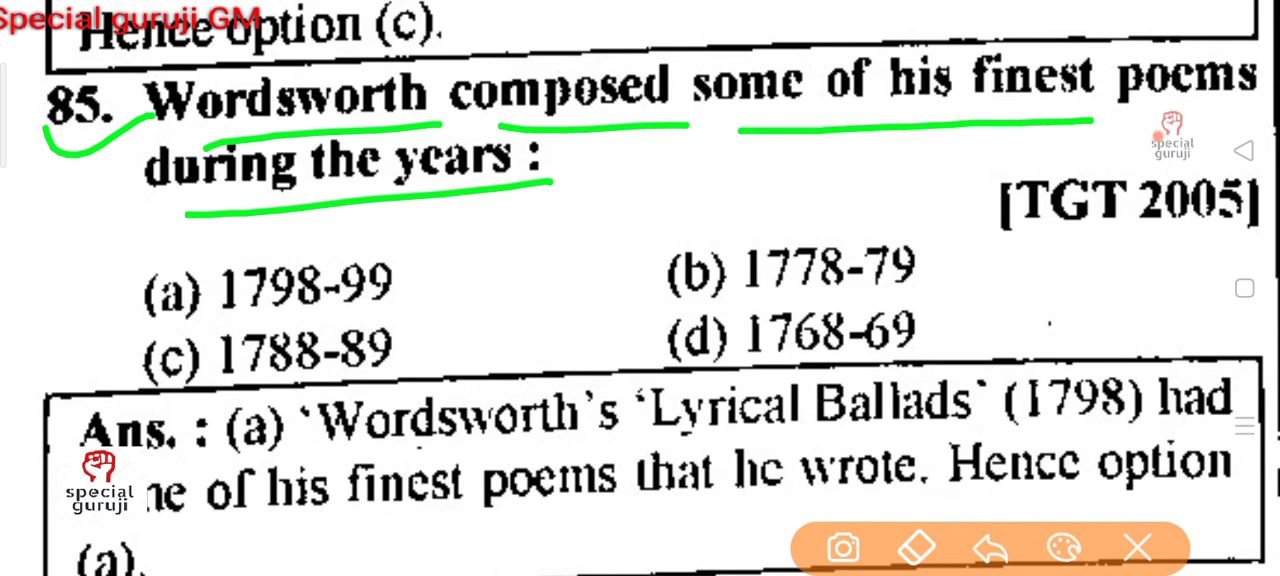 Special guruji GM
Hence option (c).
85. Wordsworth composed some of his finest poems
during the years :
special
guruji
[TGT 2005]
(a) 1798-99 (b) 1778-79
(c) 1788-89 (d) 1768-69
Ans. : (a) 'Wordsworth's 'Lyrical Ballads' (1798) had
of his finest poems that he wrote. Hence option
special
guruji
(a).